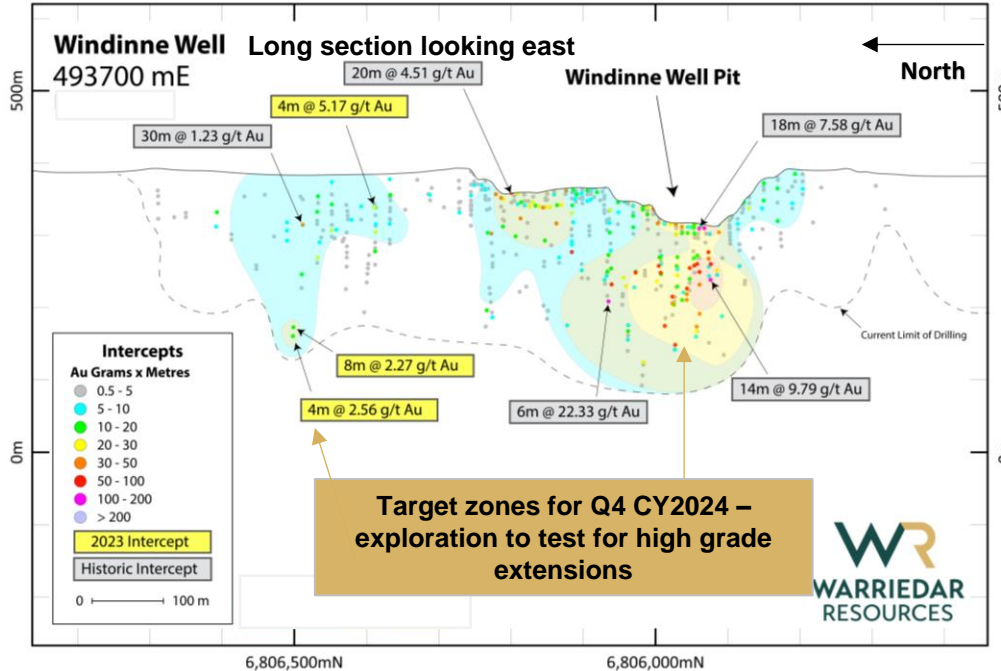 Windinne Well
493700 mE
Long section looking east
North
500m
20m @ 4.51 g/t Au
4m @ 5.17 g/t Au
30m @ 1.23 g/t Au
Windinne Well Pit
18m @ 7.58 g/t Au
Current Limit of Drilling
8m @ 2.27 g/t Au
4m @ 2.56 g/t Au
6m @ 22.33 g/t Au
14m @ 9.79 g/t Au
0m
Intercepts
Au Grams x Metres
0.5 - 5
5 - 10
10 - 20
20 - 30
30 - 50
50 - 100
100 - 200
> 200
2023 Intercept
Historic Intercept
0
100 m
Target zones for Q4 CY2024 –
exploration to test for high grade
extensions
WR
WARRIEDAR
RESOURCES
6,806,500mN
6,806,000mN